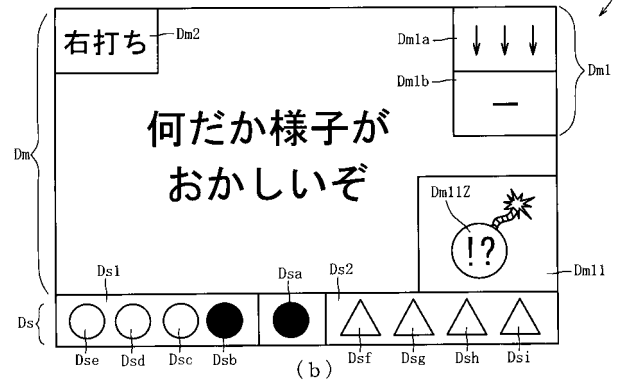 右打ち
Dm2
Dm1a
Dm1
Dm1b
何だか様子が
おかしいぞ
Dm
Dm11Z
!?
Dm11
Ds1
Dsa
Ds2
Ds
Dse
Dsd
Dsc
Dsb
Dsf
Dsg
Dsh
Dsi
(b)